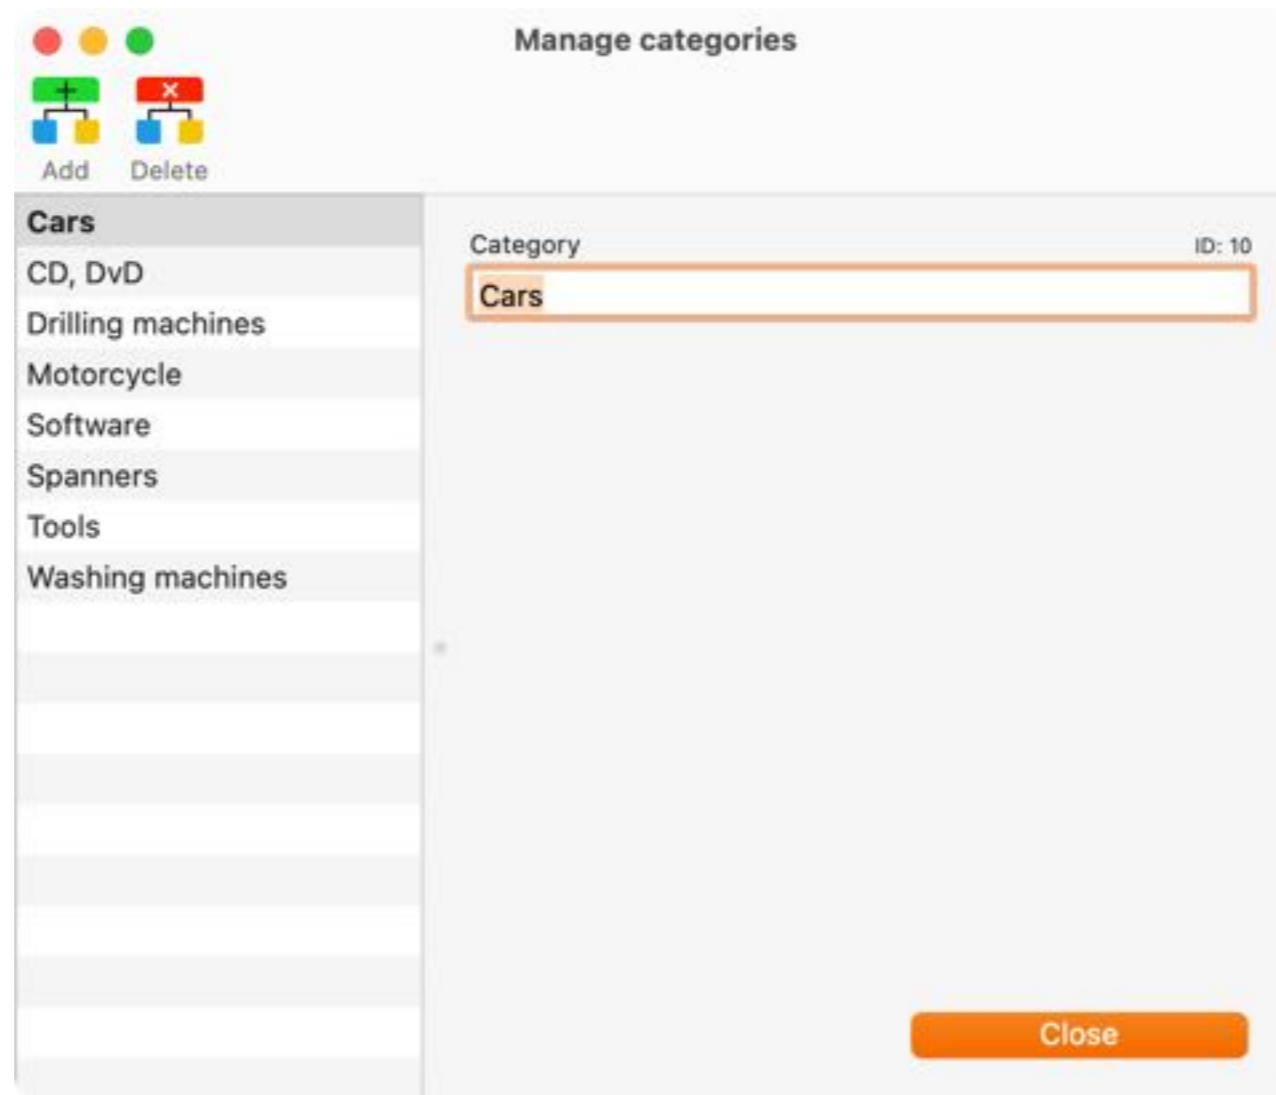 Manage categories
Add Delete
Cars
CD, DvD
Drilling machines
Motorcycle
Software
Spanners
Tools
Washing machines
Category ID: 10
Cars
Close